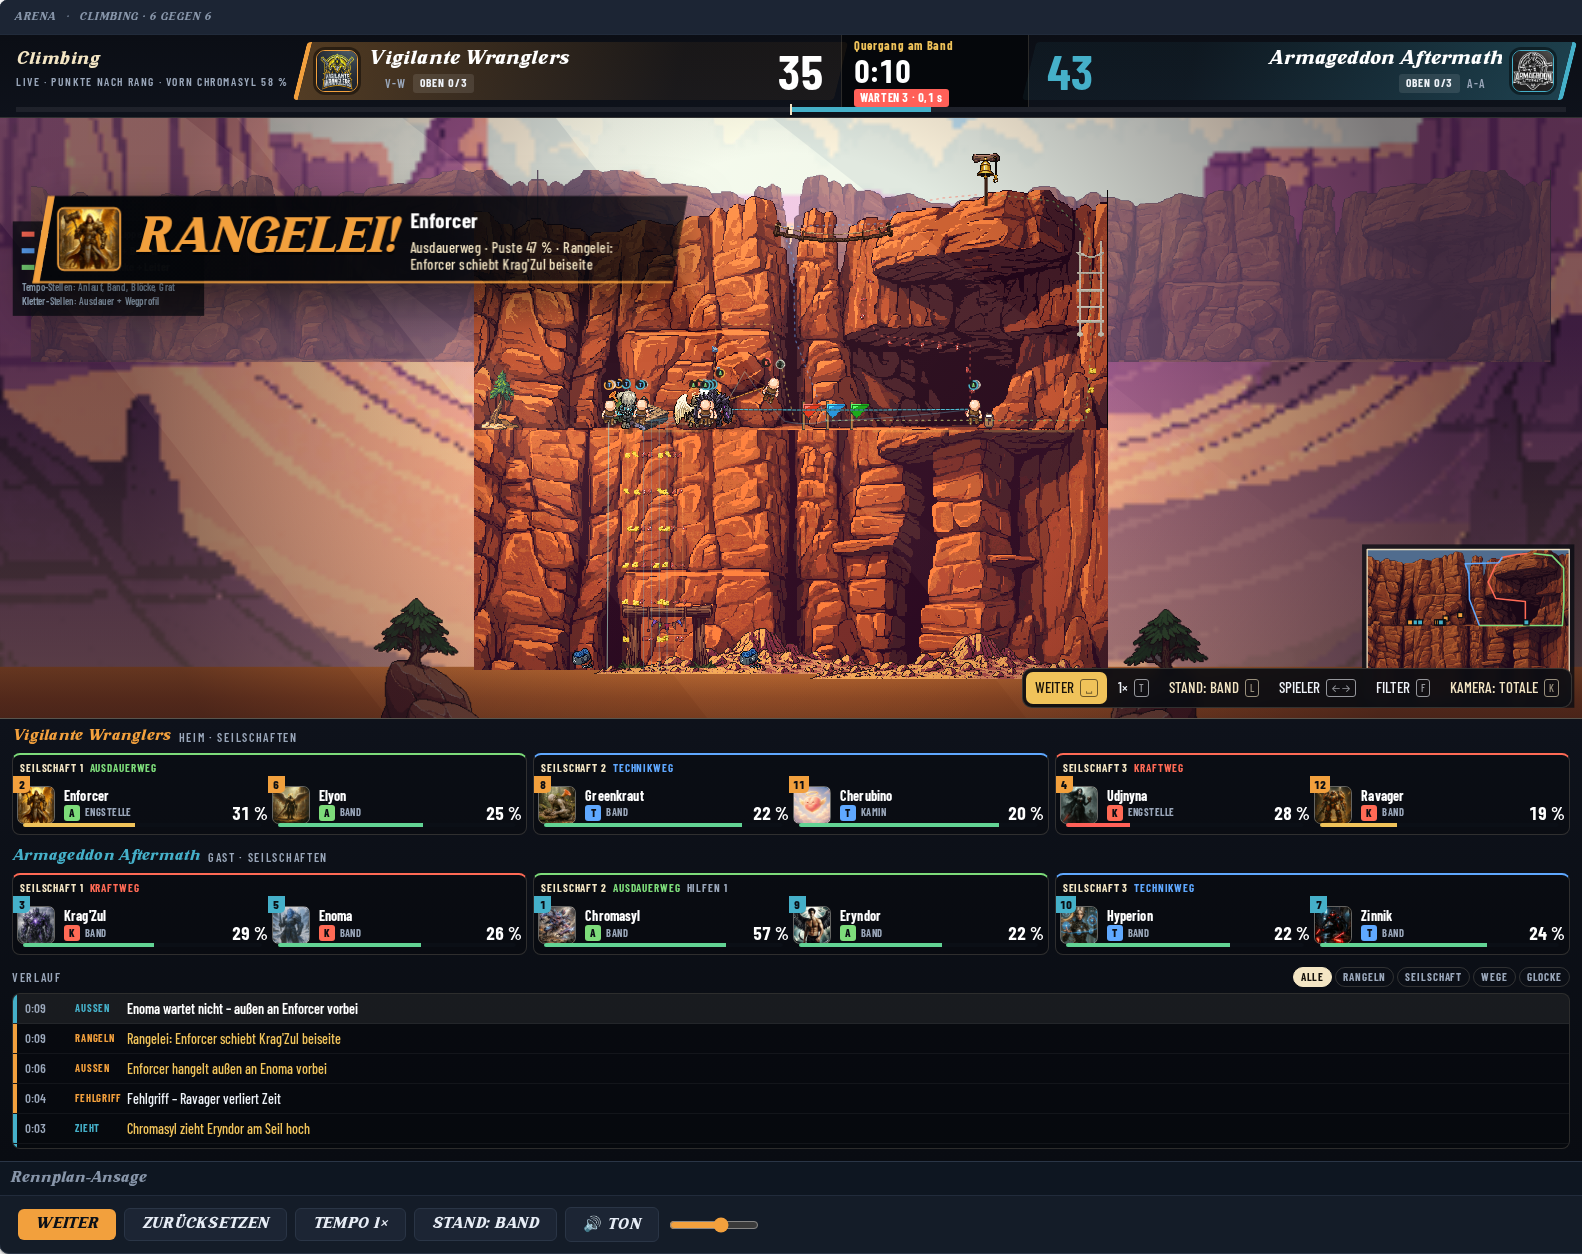 ARENA · CLIMBING · 6 GEGEN 6
Climbing
LIVE · PUNKTE NACH RANG · VORN CHROMASYL 58 %
Vigilante Wranglers
V-W OBEN 0/3
35
Quergang am Band
0:10
WARTEN 3 · 0,1 s
43
Armageddon Aftermath
OBEN 0/3 A-A
RANGELEI!
Enforcer
Ausdauerweg · Puste 47 % · Rangelei:
Enforcer schiebt Krag'Zul beiseite
Tempo-Stellen: Anlauf, Band, Blöcke, Grat
Kletter-Stellen: Ausdauer + Wegprofil
WEITER 1× T STAND: BAND L SPIELER ←→ FILTER F KAMERA: TOTALE K
Vigilante Wranglers HEIM · SEILSCHAFTEN
SEILSCHAFT 1 AUSDAUERWEG
2 Enforcer A ENGSTELLE 31 %
6 Elyon A BAND 25 %
SEILSCHAFT 2 TECHNIKWEG
8 Greenkraut T BAND 22 %
11 Cherubino T KAMIN 20 %
SEILSCHAFT 3 KRAFTWEG
4 Udjnyna K ENGSTELLE 28 %
12 Ravager K BAND 19 %
Armageddon Aftermath GAST · SEILSCHAFTEN
SEILSCHAFT 1 KRAFTWEG
3 Krag'Zul K BAND 29 %
5 Enoma K BAND 26 %
SEILSCHAFT 2 AUSDAUERWEG HILFEN 1
1 Chromasyl A BAND 57 %
9 Eryndor A BAND 22 %
SEILSCHAFT 3 TECHNIKWEG
10 Hyperion T BAND 22 %
7 Zinnik T BAND 24 %
VERLAUF
ALLE RANGELN SEILSCHAFT WEGE GLOCKE
0:09 AUSSEN Enoma wartet nicht – außen an Enforcer vorbei
0:09 RANGELN Rangelei: Enforcer schiebt Krag'Zul beiseite
0:06 AUSSEN Enforcer hangelt außen an Enoma vorbei
0:04 FEHLGRIFF Fehlgriff – Ravager verliert Zeit
0:03 ZIEHT Chromasyl zieht Eryndor am Seil hoch
Rennplan-Ansage
WEITER ZURÜCKSETZEN TEMPO 1× STAND: BAND 🔊 TON